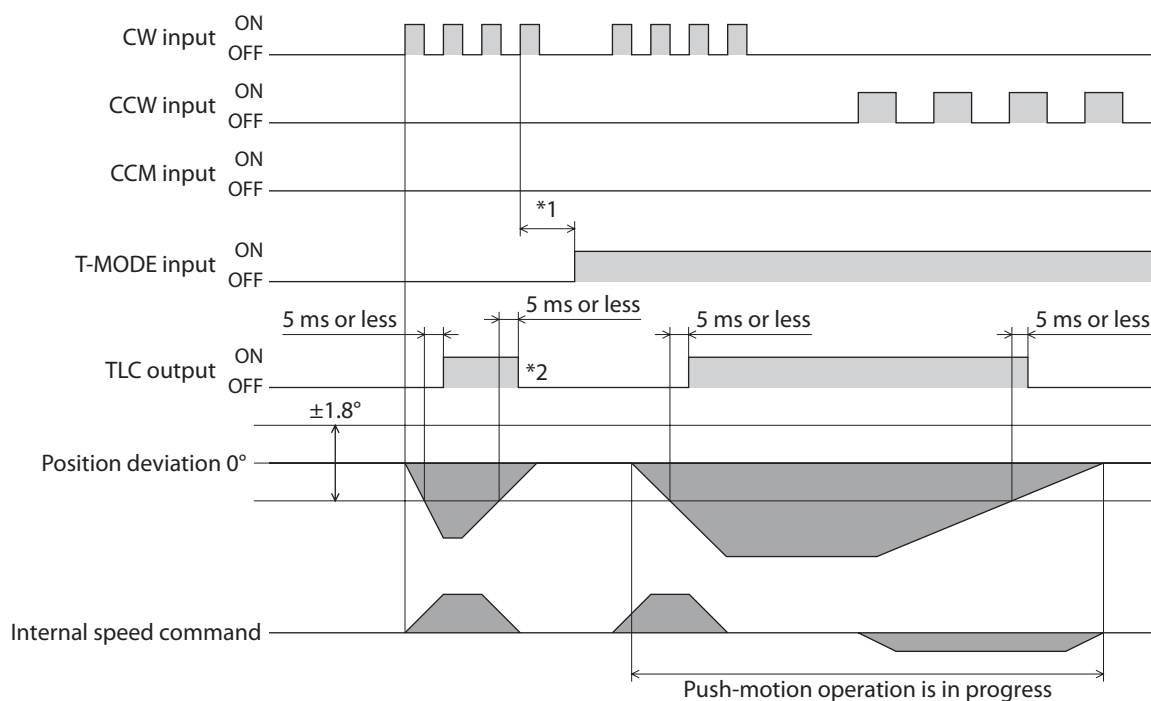 CW input ON
OFF
CCW input ON
OFF
CCM input ON
OFF
*1
T-MODE input ON
OFF
5 ms or less 5 ms or less 5 ms or less 5 ms or less
TLC output ON
OFF
*2
±1.8°
Position deviation 0°
Internal speed command
Push-motion operation is in progress